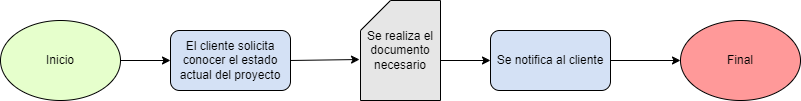 Inicio
El cliente solicita
conocer el estado
actual del proyecto
Se realiza el
documento
necesario
Se notifica al cliente
Final